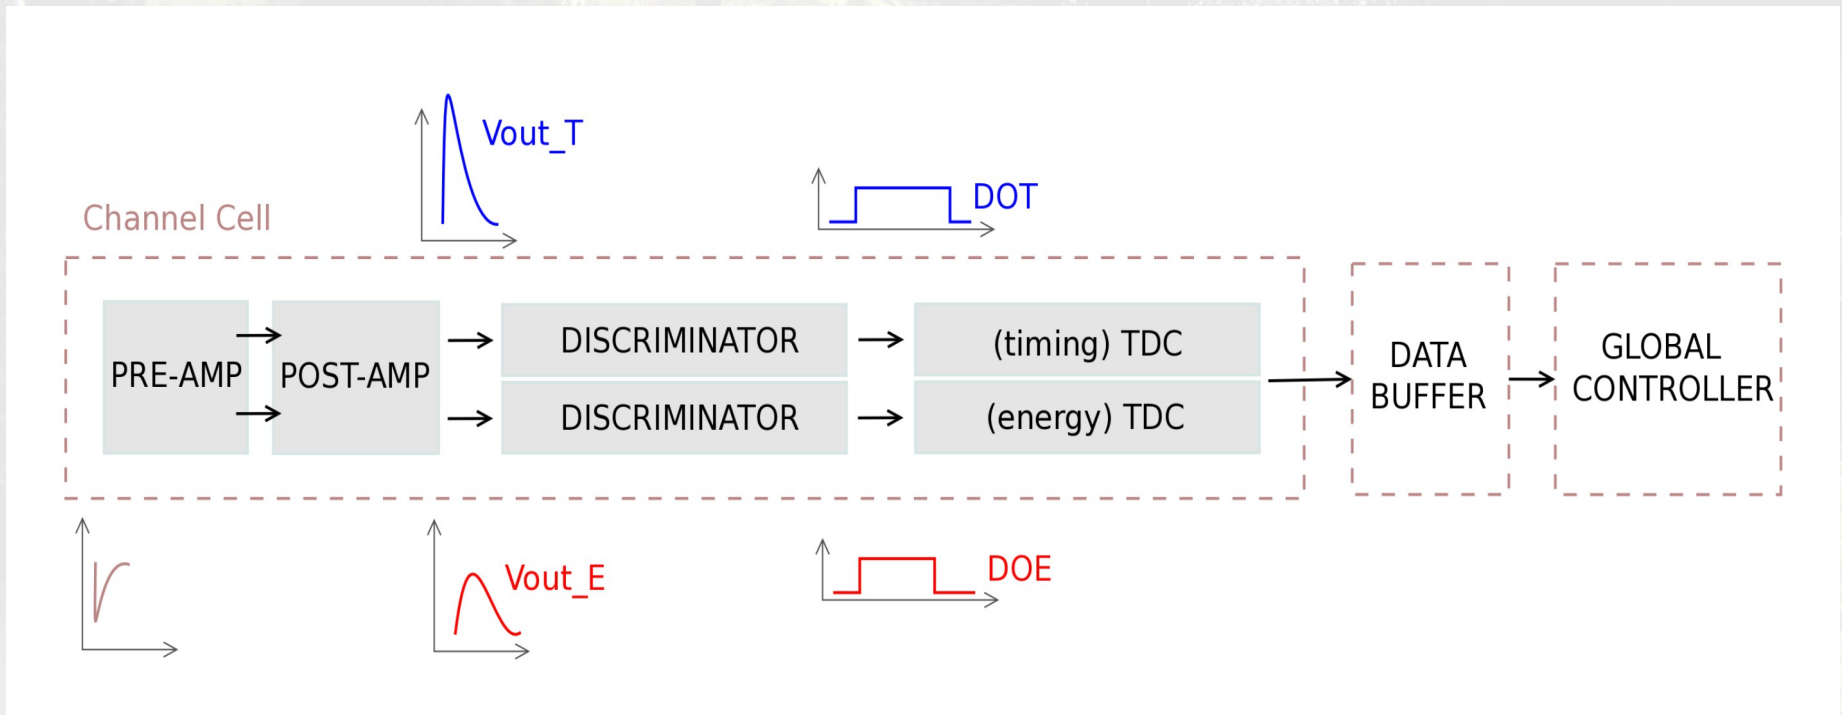 Vout_T
DOT
Channel Cell
PRE-AMP
POST-AMP
DISCRIMINATOR
(timing) TDC
DISCRIMINATOR
(energy) TDC
DATA
BUFFER
GLOBAL
CONTROLLER
Vout_E
DOE